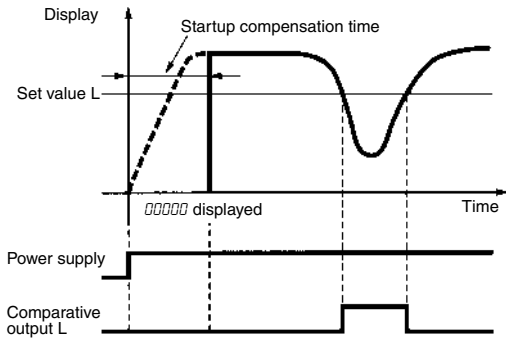 Display
Startup compensation time
Set value L
00000 displayed
Time
Power supply
Comparative
output L